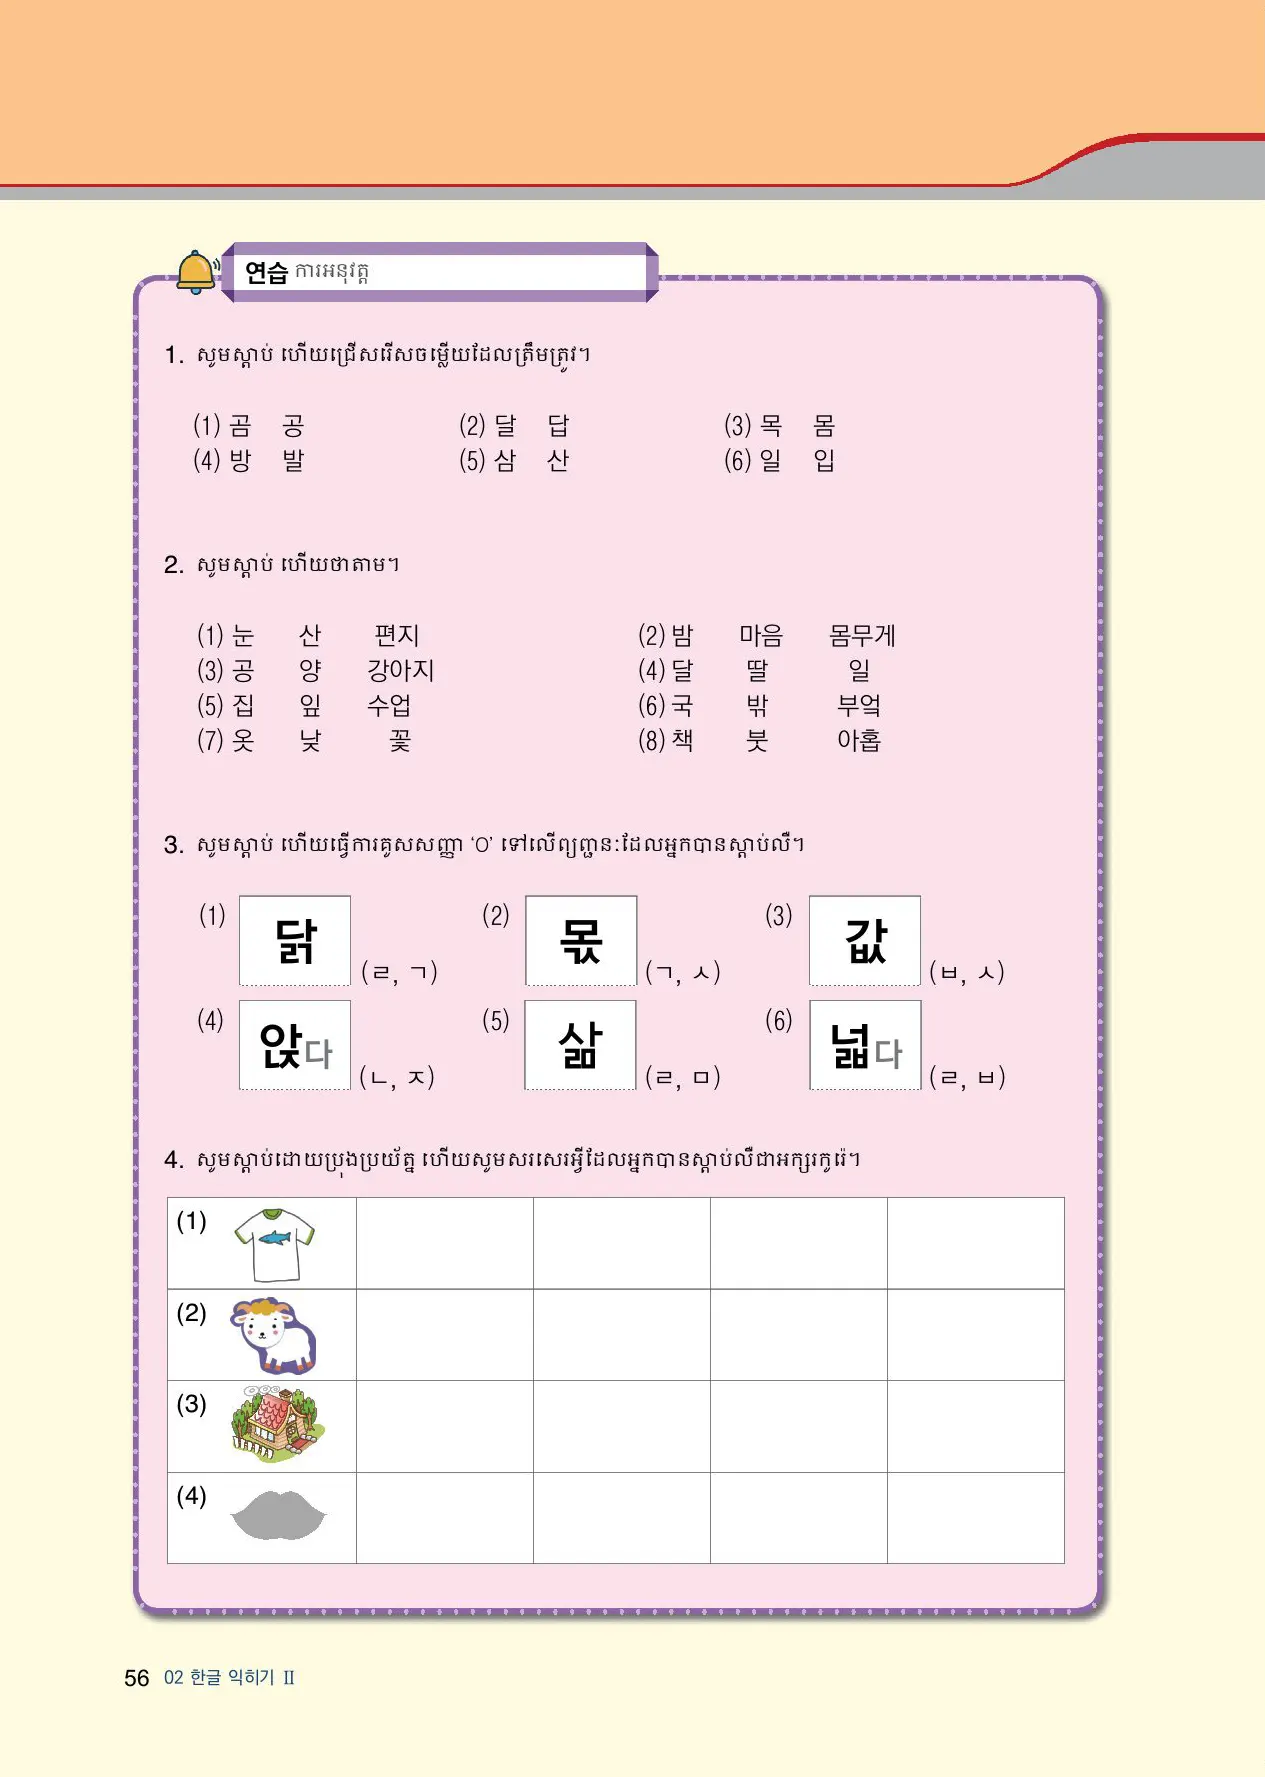 연습 ការអនុវត្ត
1. សូមស្តាប់ ហើយជ្រើសរើសចម្លើយដែលត្រឹមត្រូវ។
(1) 곰 공 (2) 달 답 (3) 목 몸
(4) 방 발 (5) 삼 산 (6) 일 입
2. សូមស្តាប់ ហើយថាតាម។
(1) 눈 산 편지 (2) 밤 마음 몸무게
(3) 공 양 강아지 (4) 달 딸 일
(5) 집 잎 수업 (6) 국 밖 부엌
(7) 옷 낮 꽃 (8) 책 붓 아홉
3. សូមស្តាប់ ហើយធ្វើការគូសសញ្ញា ‘O’ ទៅលើព្យញ្ជនៈដែលអ្នកបានស្តាប់លឺ។
(1) 닭 (ㄹ, ㄱ) (2) 몫 (ㄱ, ㅅ) (3) 값 (ㅂ, ㅅ)
(4) 앉다 (ㄴ, ㅈ) (5) 삶 (ㄹ, ㅁ) (6) 넓다 (ㄹ, ㅂ)
4. សូមស្តាប់ដោយប្រុងប្រយ័ត្ន ហើយសូមសរសេរអ្វីដែលអ្នកបានស្តាប់លឺជាអក្សរកូរ៉េ។
(1)
(2)
(3)
(4)
56 02 한글 익히기 Ⅱ